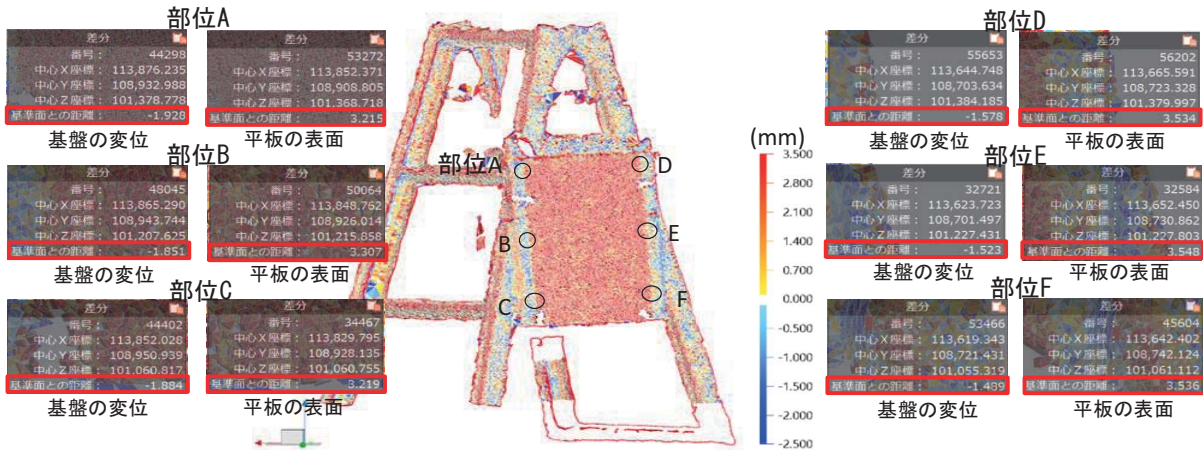 部位A
差分
番号： 44298
中心X座標： 113,876.235
中心Y座標： 108,932.988
中心Z座標： 101,378.778
基準面との距離： -1.928
基盤の変位
差分
番号： 53272
中心X座標： 113,852.371
中心Y座標： 108,908.805
中心Z座標： 101,368.718
基準面との距離： 3.215
平板の表面
部位B
差分
番号： 48045
中心X座標： 113,865.290
中心Y座標： 108,943.744
中心Z座標： 101,207.625
基準面との距離： -1.851
基盤の変位
差分
番号： 50064
中心X座標： 113,848.762
中心Y座標： 108,926.014
中心Z座標： 101,215.858
基準面との距離： 3.307
平板の表面
部位C
差分
番号： 44402
中心X座標： 113,852.028
中心Y座標： 108,950.939
中心Z座標： 101,060.817
基準面との距離： -1.884
基盤の変位
差分
番号： 34467
中心X座標： 113,829.795
中心Y座標： 108,928.135
中心Z座標： 101,060.755
基準面との距離： 3.219
平板の表面
部位A
B
C
D
E
F
(mm)
3.500
2.800
2.100
1.400
0.700
0.000
-0.500
-1.000
-1.500
-2.000
-2.500
部位D
差分
番号： 55653
中心X座標： 113,644.748
中心Y座標： 108,703.634
中心Z座標： 101,384.185
基準面との距離： -1.578
基盤の変位
差分
番号： 56202
中心X座標： 113,665.591
中心Y座標： 108,723.328
中心Z座標： 101,379.997
基準面との距離： 3.534
平板の表面
部位E
差分
番号： 32721
中心X座標： 113,623.723
中心Y座標： 108,701.497
中心Z座標： 101,227.431
基準面との距離： -1.523
基盤の変位
差分
番号： 32584
中心X座標： 113,652.450
中心Y座標： 108,730.860
中心Z座標： 101,227.803
基準面との距離： 3.548
平板の表面
部位F
差分
番号： 53466
中心X座標： 113,619.343
中心Y座標： 108,721.431
中心Z座標： 101,055.319
基準面との距離： -1.489
基盤の変位
差分
番号： 45604
中心X座標： 113,642.402
中心Y座標： 108,742.124
中心Z座標： 101,061.112
基準面との距離： 3.536
平板の表面